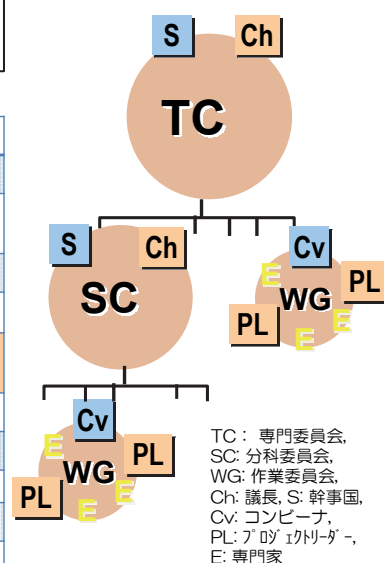 S Ch
TC
S Ch Cv
E PL
SC WG
PL E
E
Cv
E PL
WG
PL E
E
TC： 専門委員会,
SC: 分科委員会,
WG: 作業委員会,
Ch: 議長, S: 幹事国,
Cv: コンビーナ,
PL: ﾌﾟﾛｼﾞｪｸﾄﾘｰﾀﾞｰ,
E: 専門家